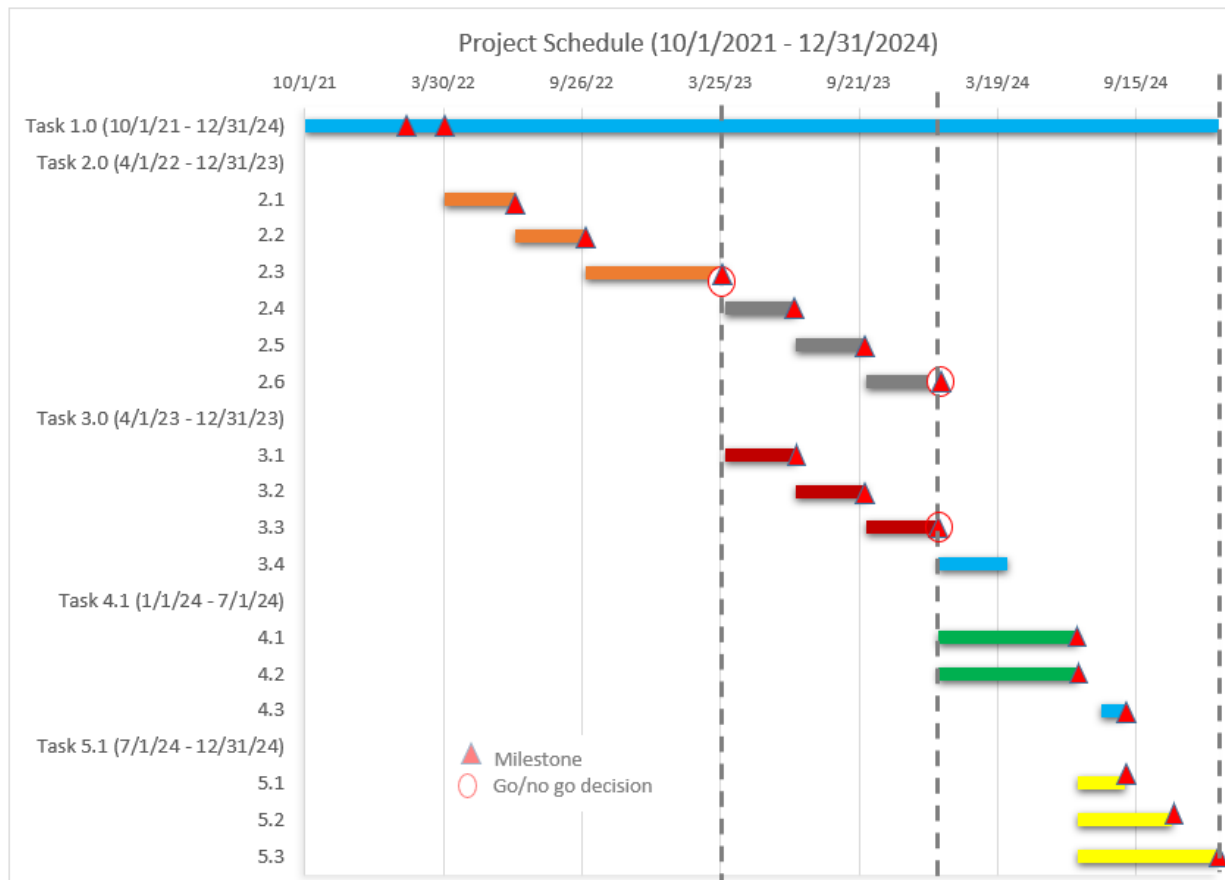 Project Schedule (10/1/2021 - 12/31/2024)
10/1/21 3/30/22 9/26/22 3/25/23 9/21/23 3/19/24 9/15/24
Task 1.0 (10/1/21 - 12/31/24)
Task 2.0 (4/1/22 - 12/31/23)
2.1
2.2
2.3
2.4
2.5
2.6
Task 3.0 (4/1/23 - 12/31/23)
3.1
3.2
3.3
3.4
Task 4.1 (1/1/24 - 7/1/24)
4.1
4.2
4.3
Task 5.1 (7/1/24 - 12/31/24)
5.1
5.2
5.3
Milestone
Go/no go decision